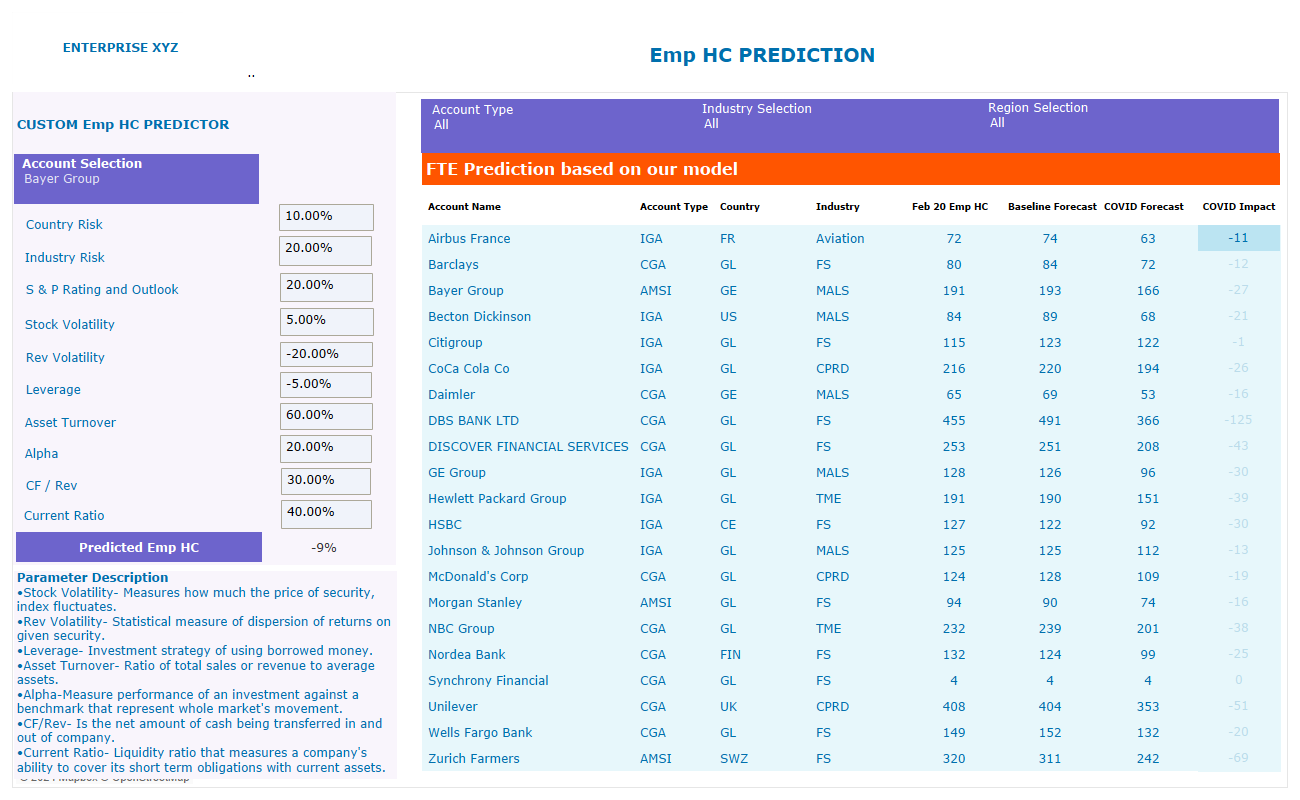 ENTERPRISE XYZ
Emp HC PREDICTION
..
CUSTOM Emp HC PREDICTOR
Account Selection
Bayer Group
Country Risk 10.00%
Industry Risk 20.00%
S & P Rating and Outlook 20.00%
Stock Volatility 5.00%
Rev Volatility -20.00%
Leverage -5.00%
Asset Turnover 60.00%
Alpha 20.00%
CF / Rev 30.00%
Current Ratio 40.00%
Predicted Emp HC -9%
Parameter Description
•Stock Volatility- Measures how much the price of security,
index fluctuates.
•Rev Volatility- Statistical measure of dispersion of returns on
given security.
•Leverage- Investment strategy of using borrowed money.
•Asset Turnover- Ratio of total sales or revenue to average
assets.
•Alpha-Measure performance of an investment against a
benchmark that represent whole market's movement.
•CF/Rev- Is the net amount of cash being transferred in and
out of company.
•Current Ratio- Liquidity ratio that measures a company's
ability to cover its short term obligations with current assets.
© 2024 Mapbox © OpenStreetMap
Account Type Industry Selection Region Selection
All All All
FTE Prediction based on our model
Account Name Account Type Country Industry Feb 20 Emp HC Baseline Forecast COVID Forecast COVID Impact
Airbus France IGA FR Aviation 72 74 63 -11
Barclays CGA GL FS 80 84 72 -12
Bayer Group AMSI GE MALS 191 193 166 -27
Becton Dickinson IGA US MALS 84 89 68 -21
Citigroup IGA GL FS 115 123 122 -1
CoCa Cola Co IGA GL CPRD 216 220 194 -26
Daimler CGA GE MALS 65 69 53 -16
DBS BANK LTD CGA GL FS 455 491 366 -125
DISCOVER FINANCIAL SERVICES CGA GL FS 253 251 208 -43
GE Group IGA GL MALS 128 126 96 -30
Hewlett Packard Group IGA GL TME 191 190 151 -39
HSBC IGA CE FS 127 122 92 -30
Johnson & Johnson Group IGA GL MALS 125 125 112 -13
McDonald's Corp CGA GL CPRD 124 128 109 -19
Morgan Stanley AMSI GL FS 94 90 74 -16
NBC Group CGA GL TME 232 239 201 -38
Nordea Bank CGA FIN FS 132 124 99 -25
Synchrony Financial CGA GL FS 4 4 4 0
Unilever CGA UK CPRD 408 404 353 -51
Wells Fargo Bank CGA GL FS 149 152 132 -20
Zurich Farmers AMSI SWZ FS 320 311 242 -69